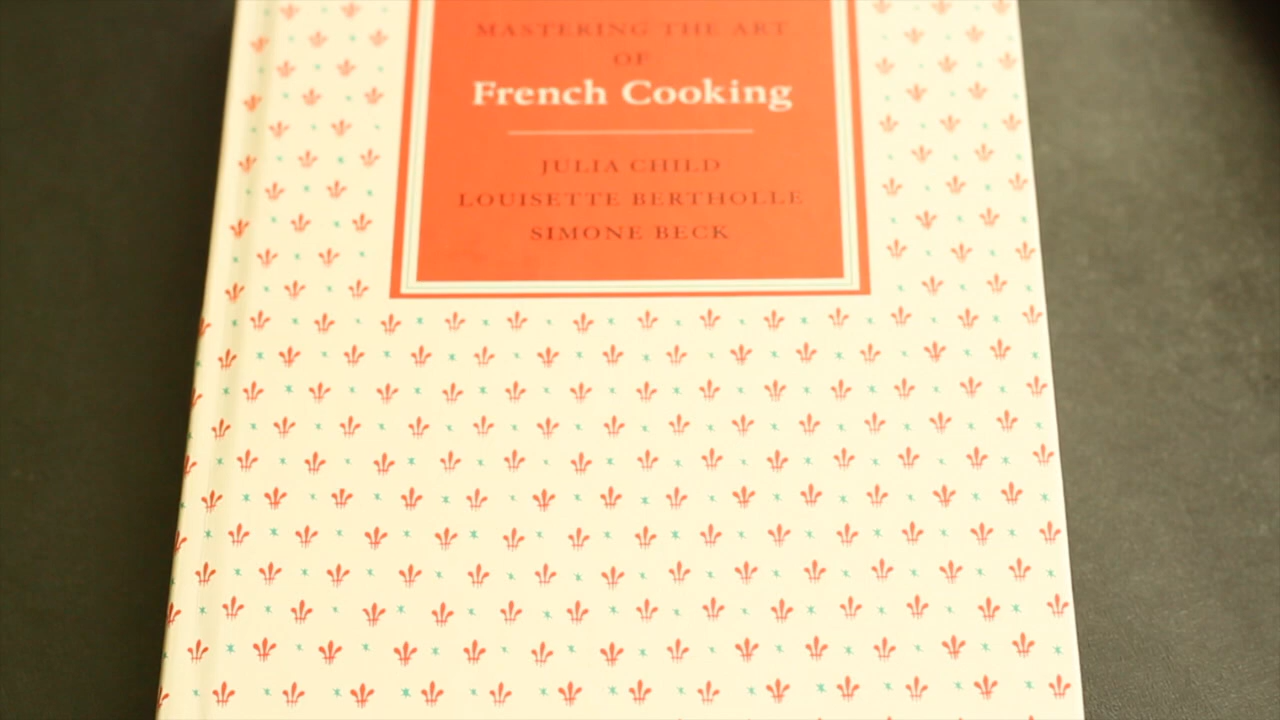 MASTERING THE ART
OF
French Cooking
JULIA CHILD
LOUISETTE BERTHOLLE
SIMONE BECK